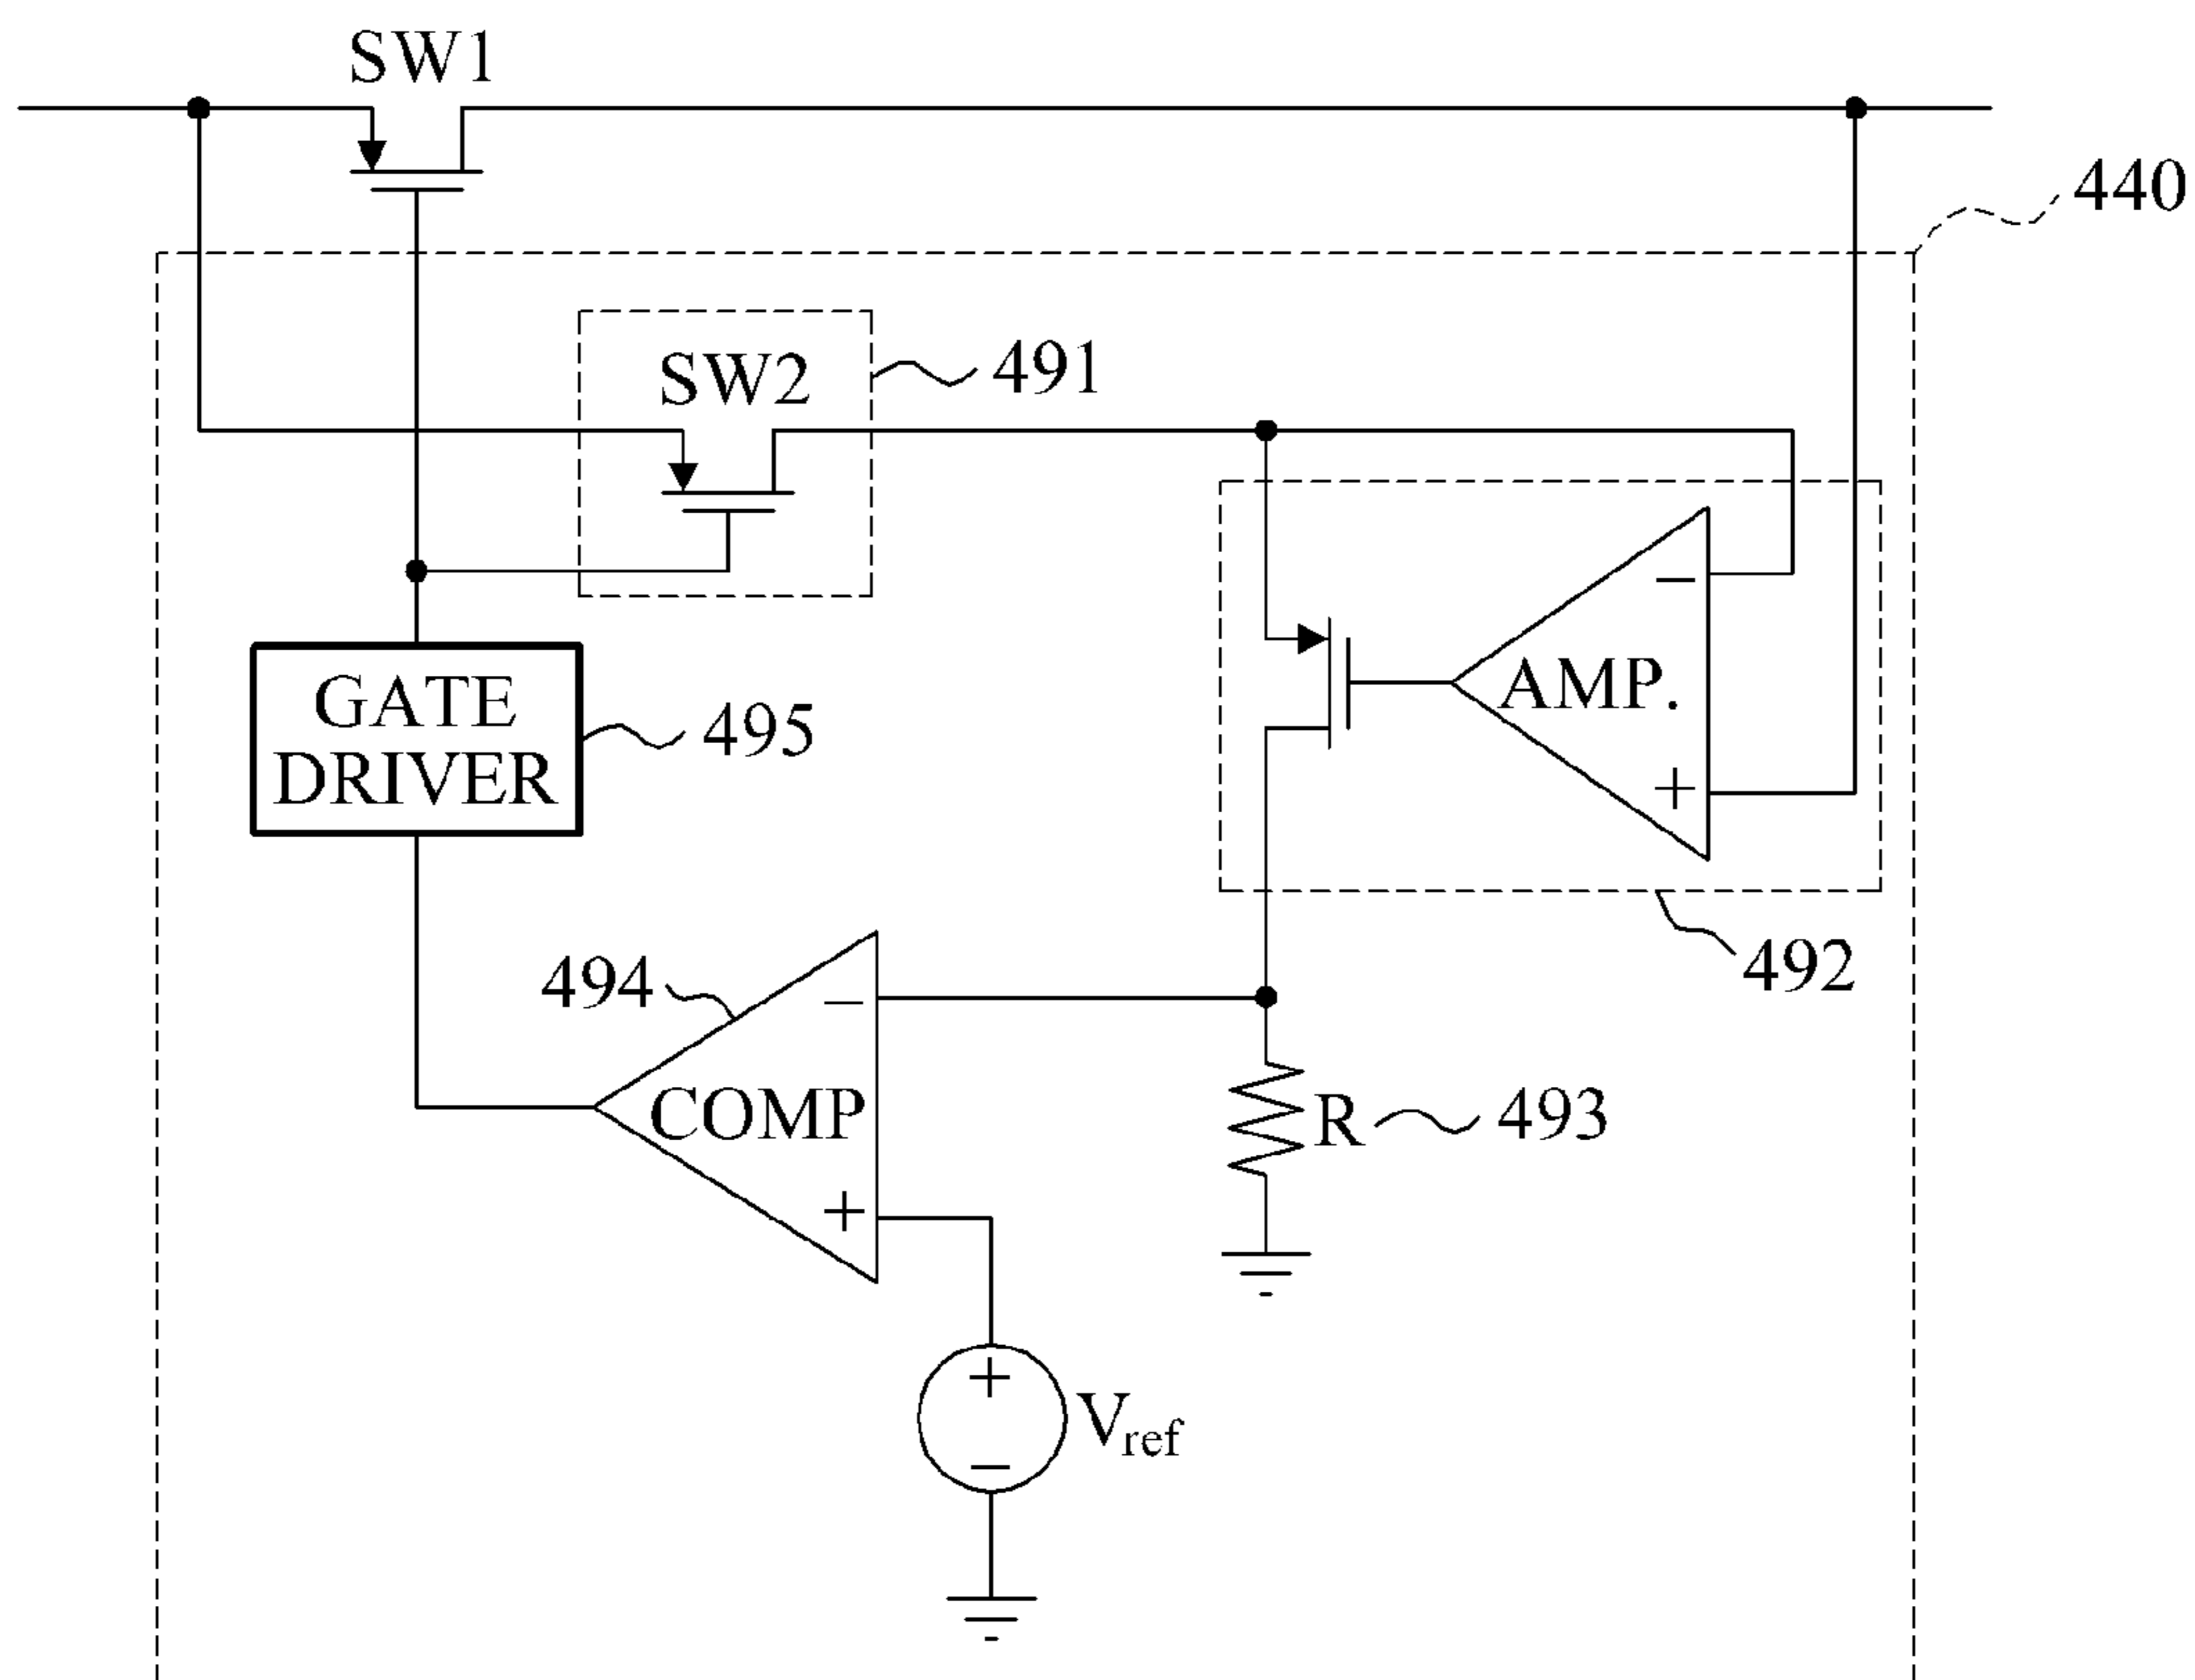 SW1
440
SW2
491
GATE
DRIVER
495
−
AMP.
+
492
494
−
COMP
+
R
493
+
−
Vref